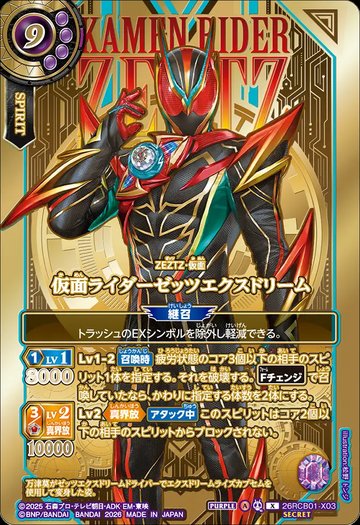 9
KAMEN RIDER
ZEZTZ
SPIRIT
ZEZTZ・仮面
仮面ライダーゼッツエクスドリーム
継召
トラッシュのEXシンボルを除外し軽減できる。
1 LV1
8000
Lv1-2 召喚時 疲労状態のコア3個以下の相手のスピ
リット1体を指定する。それを破壊する。Fチェンジで召
喚していたなら、かわりに指定する体数を2体にする。
3 LV2
真界放
10000
Lv2 真界放 アタック中 このスピリットはコア2個以
下の相手のスピリットからブロックされない。
万津莫がゼッツエクスドリームドライバーでエクスドリームライズカプセムを
使用して変身した姿。
©2025 石森プロ・テレビ朝日・ADK EM・東映
©BNP/BANDAI BANDAI 2026 MADE IN JAPAN
PURPLE A X 26RCB01-X03
SECRET